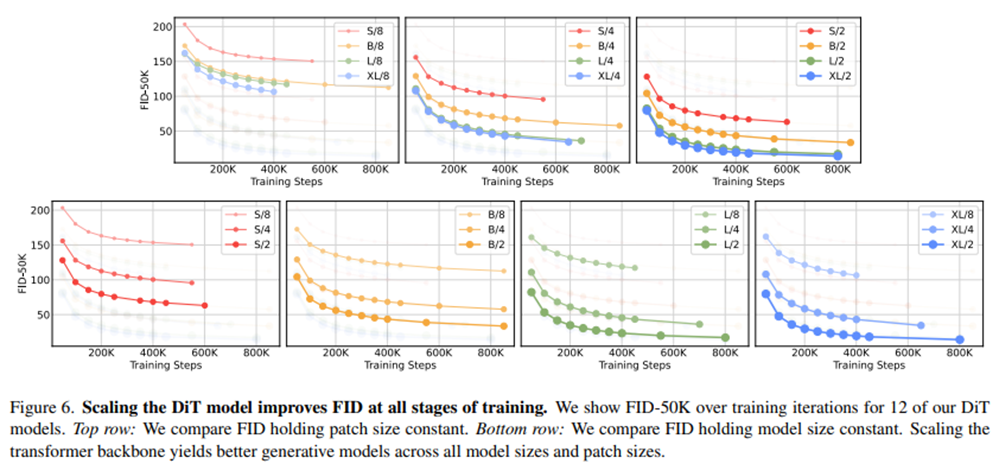 200
150
100
50
FID-50K
S/8
B/8
L/8
XL/8
200K 400K 600K 800K
Training Steps
S/4
B/4
L/4
XL/4
200K 400K 600K 800K
Training Steps
S/2
B/2
L/2
XL/2
200K 400K 600K 800K
Training Steps
200
150
100
50
FID-50K
S/8
S/4
S/2
200K 400K 600K 800K
Training Steps
B/8
B/4
B/2
200K 400K 600K 800K
Training Steps
L/8
L/4
L/2
200K 400K 600K 800K
Training Steps
XL/8
XL/4
XL/2
200K 400K 600K 800K
Training Steps
Figure 6. Scaling the DiT model improves FID at all stages of training. We show FID-50K over training iterations for 12 of our DiT
models. Top row: We compare FID holding patch size constant. Bottom row: We compare FID holding model size constant. Scaling the
transformer backbone yields better generative models across all model sizes and patch sizes.